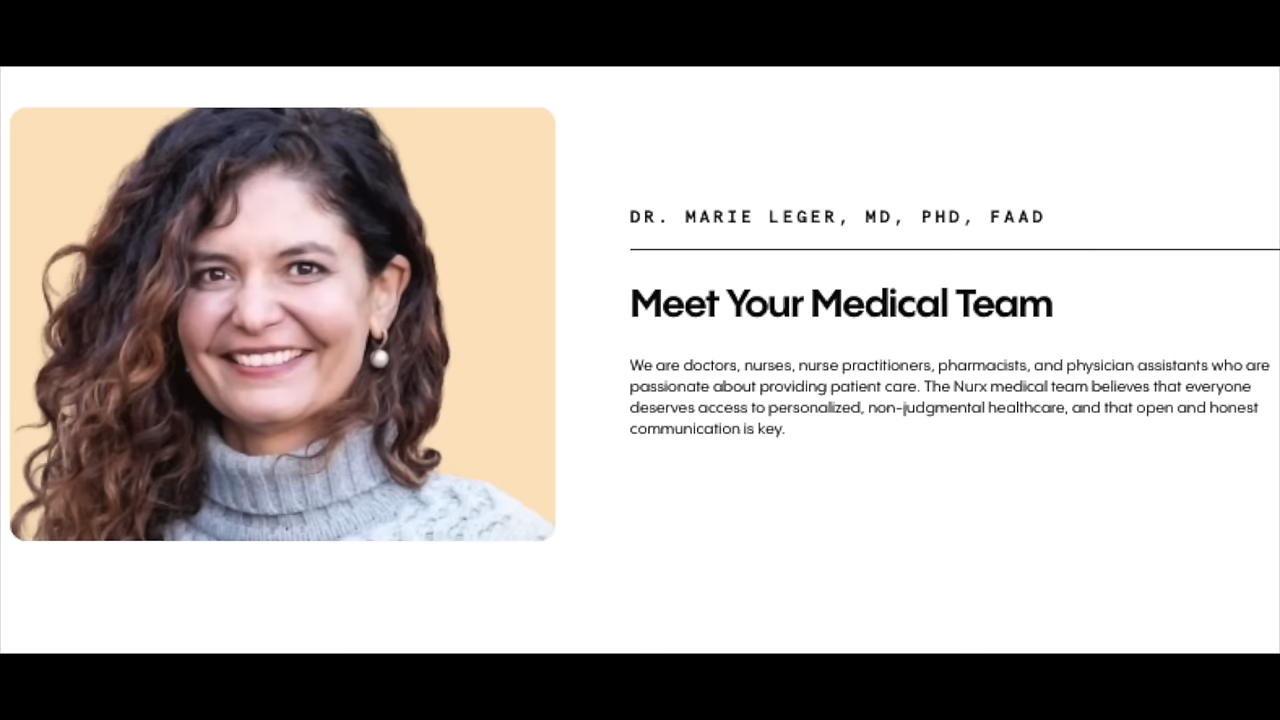 DR. MARIE LEGER, MD, PHD, FAAD
Meet Your Medical Team
We are doctors, nurses, nurse practitioners, pharmacists, and physician assistants who are
passionate about providing patient care. The Nurx medical team believes that everyone
deserves access to personalized, non-judgmental healthcare, and that open and honest
communication is key.